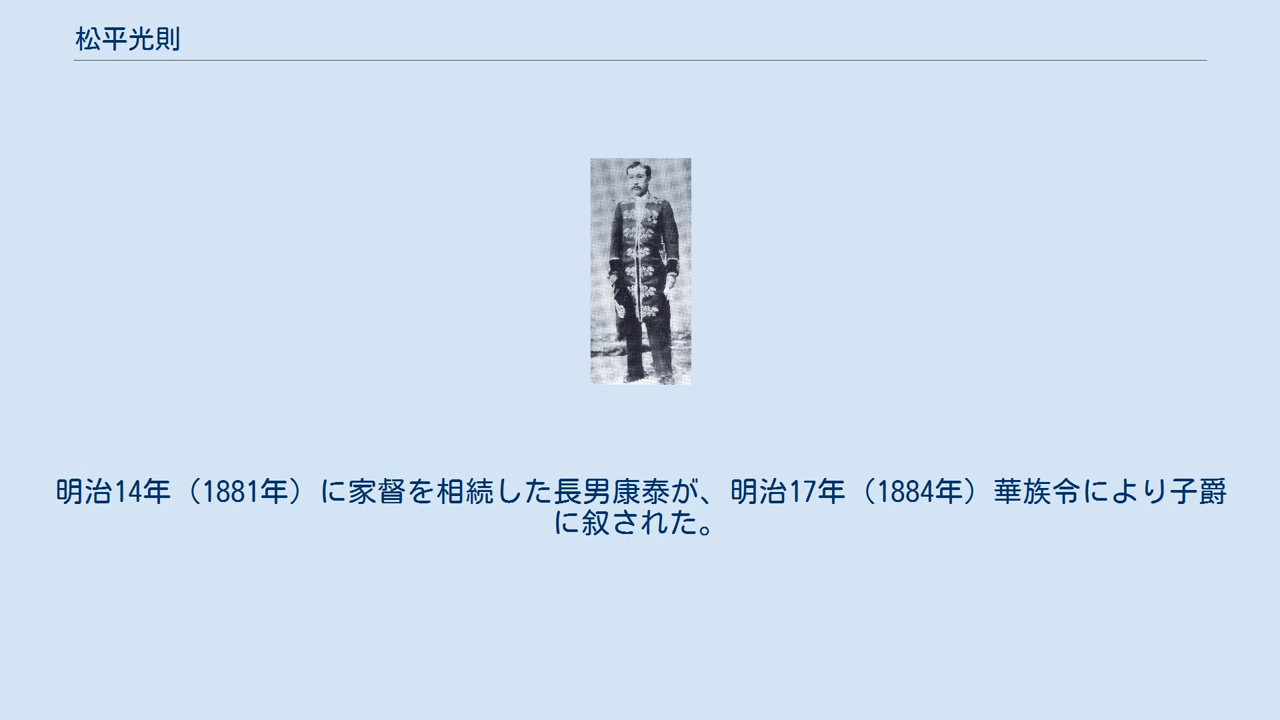 松平光則
明治14年（1881年）に家督を相続した長男康泰が、明治17年（1884年）華族令により子爵
に叙された。